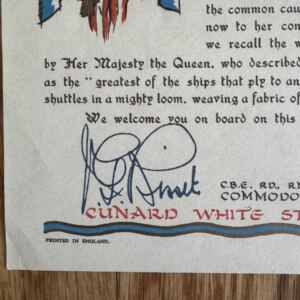 the common cau
now to her con
we recall the w
by Her Majesty the Queen, who described
as the "greatest of the ships that ply to an
shuttles in a mighty loom, weaving a fabric of
We welcome you on board on this
C.B.E. RD., R
COMMODO
CUNARD WHITE ST
PRINTED IN ENGLAND.